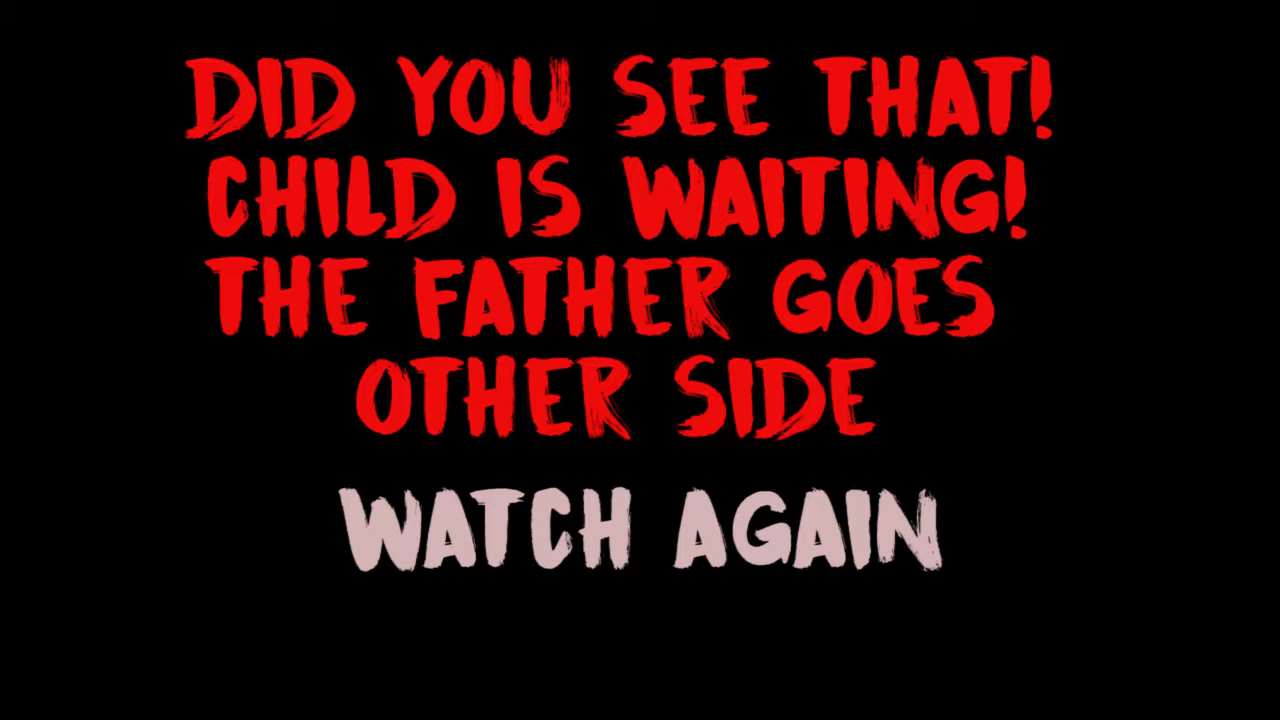 DID YOU SEE THAT!
CHILD IS WAITING!
THE FATHER GOES
OTHER SIDE
WATCH AGAIN